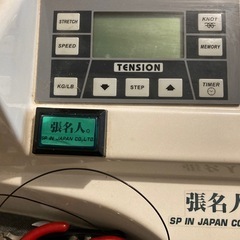 STRETCH
KNOT
SPEED
MEMORY
TENSION
KG/LB
STEP
TIMER
張名人
SP IN JAPAN CO.,LTD
張名人
SP IN JAPAN CO.,LTD